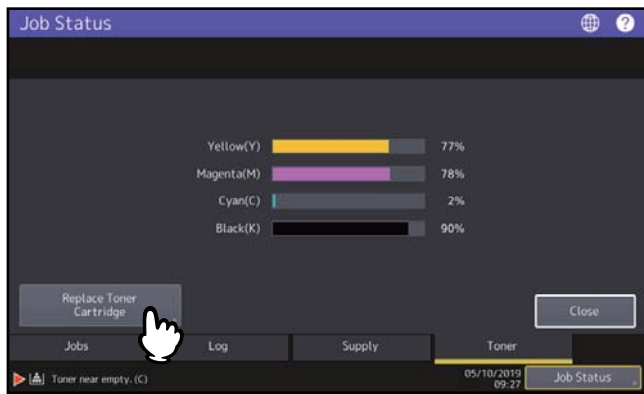 Job Status
?
Yellow(Y) 77%
Magenta(M) 78%
Cyan(C) 2%
Black(K) 90%
Replace Toner
Cartridge
Close
Jobs Log Supply Toner
Toner near empty. (C)
05/10/2019
09:27
Job Status